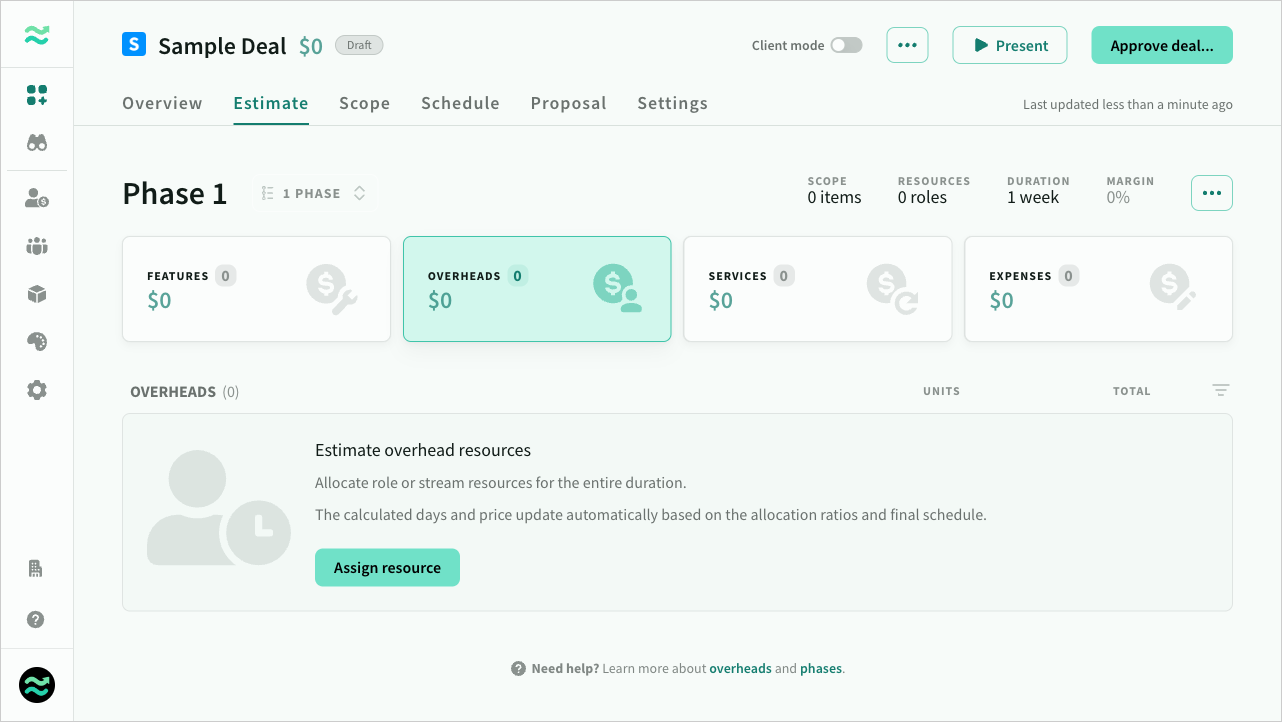 S Sample Deal $0 Draft
Client mode ••• Present Approve deal...
Overview Estimate Scope Schedule Proposal Settings
Last updated less than a minute ago
Phase 1 1 PHASE
SCOPE RESOURCES DURATION MARGIN
0 items 0 roles 1 week 0% •••
FEATURES 0
$0
OVERHEADS 0
$0
SERVICES 0
$0
EXPENSES 0
$0
OVERHEADS (0) UNITS TOTAL
Estimate overhead resources
Allocate role or stream resources for the entire duration.
The calculated days and price update automatically based on the allocation ratios and final schedule.
Assign resource
? Need help? Learn more about overheads and phases.